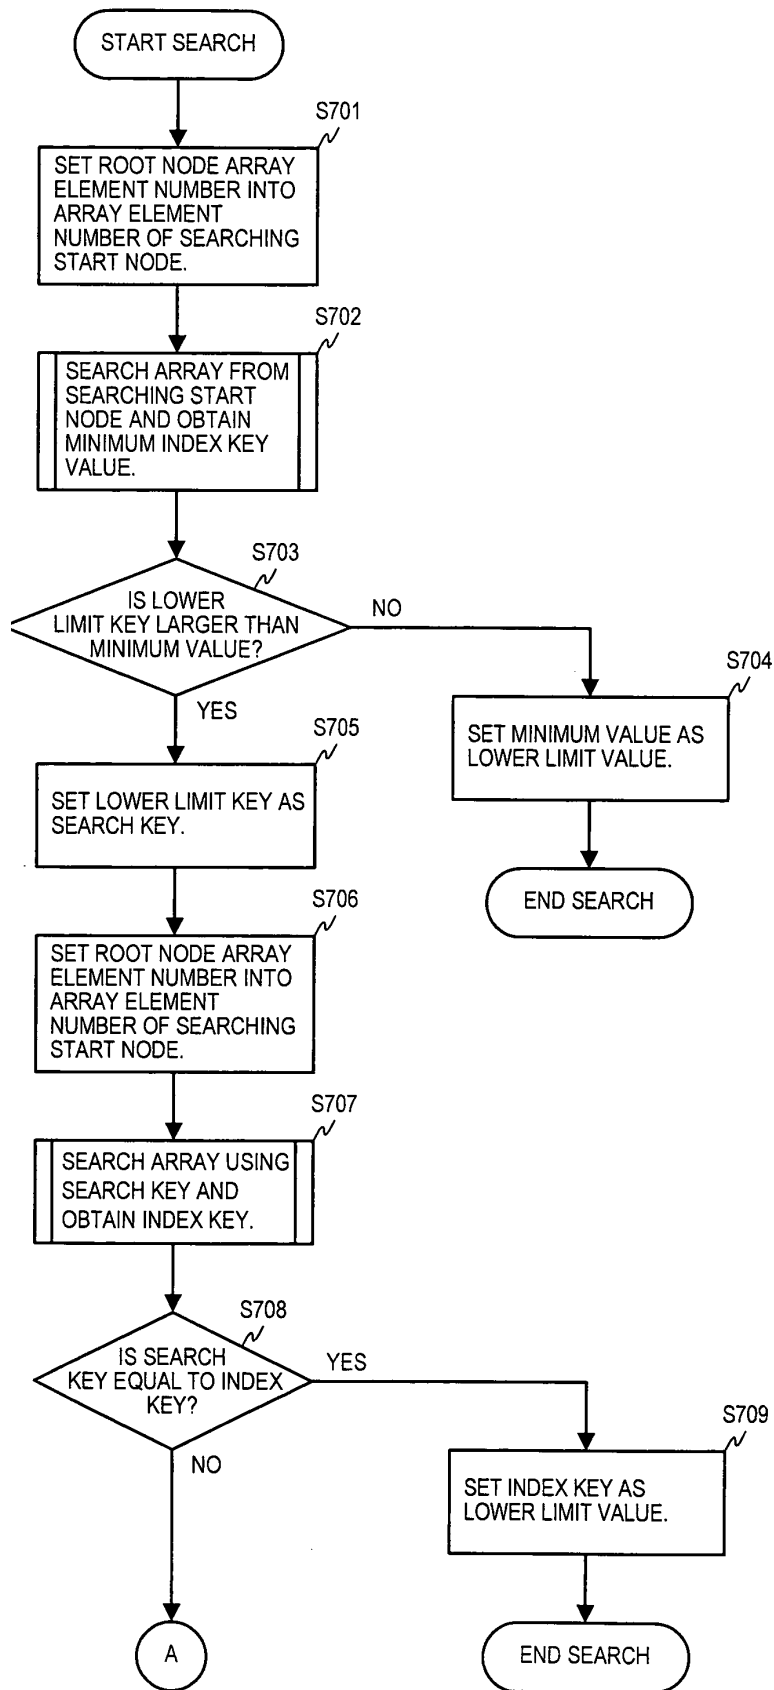 START SEARCH
S701
SET ROOT NODE ARRAY
ELEMENT NUMBER INTO
ARRAY ELEMENT
NUMBER OF SEARCHING
START NODE.
S702
SEARCH ARRAY FROM
SEARCHING START
NODE AND OBTAIN
MINIMUM INDEX KEY
VALUE.
S703
IS LOWER
LIMIT KEY LARGER THAN
MINIMUM VALUE?
NO
YES
S704
SET MINIMUM VALUE AS
LOWER LIMIT VALUE.
END SEARCH
S705
SET LOWER LIMIT KEY AS
SEARCH KEY.
S706
SET ROOT NODE ARRAY
ELEMENT NUMBER INTO
ARRAY ELEMENT
NUMBER OF SEARCHING
START NODE.
S707
SEARCH ARRAY USING
SEARCH KEY AND
OBTAIN INDEX KEY.
S708
IS SEARCH
KEY EQUAL TO INDEX
KEY?
YES
NO
S709
SET INDEX KEY AS
LOWER LIMIT VALUE.
END SEARCH
A